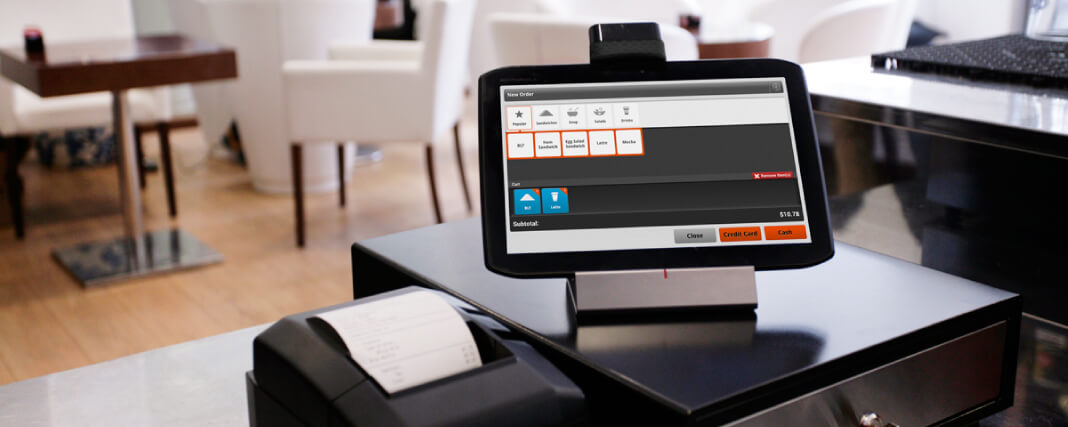 New Order
Popular Sandwiches Soup Salads Drinks
BLT Ham Sandwich Egg Salad Sandwich Latte Mocha
Remove Item(s)
Cart
BLT Latte
Subtotal: $10.78
Close Credit Card Cash